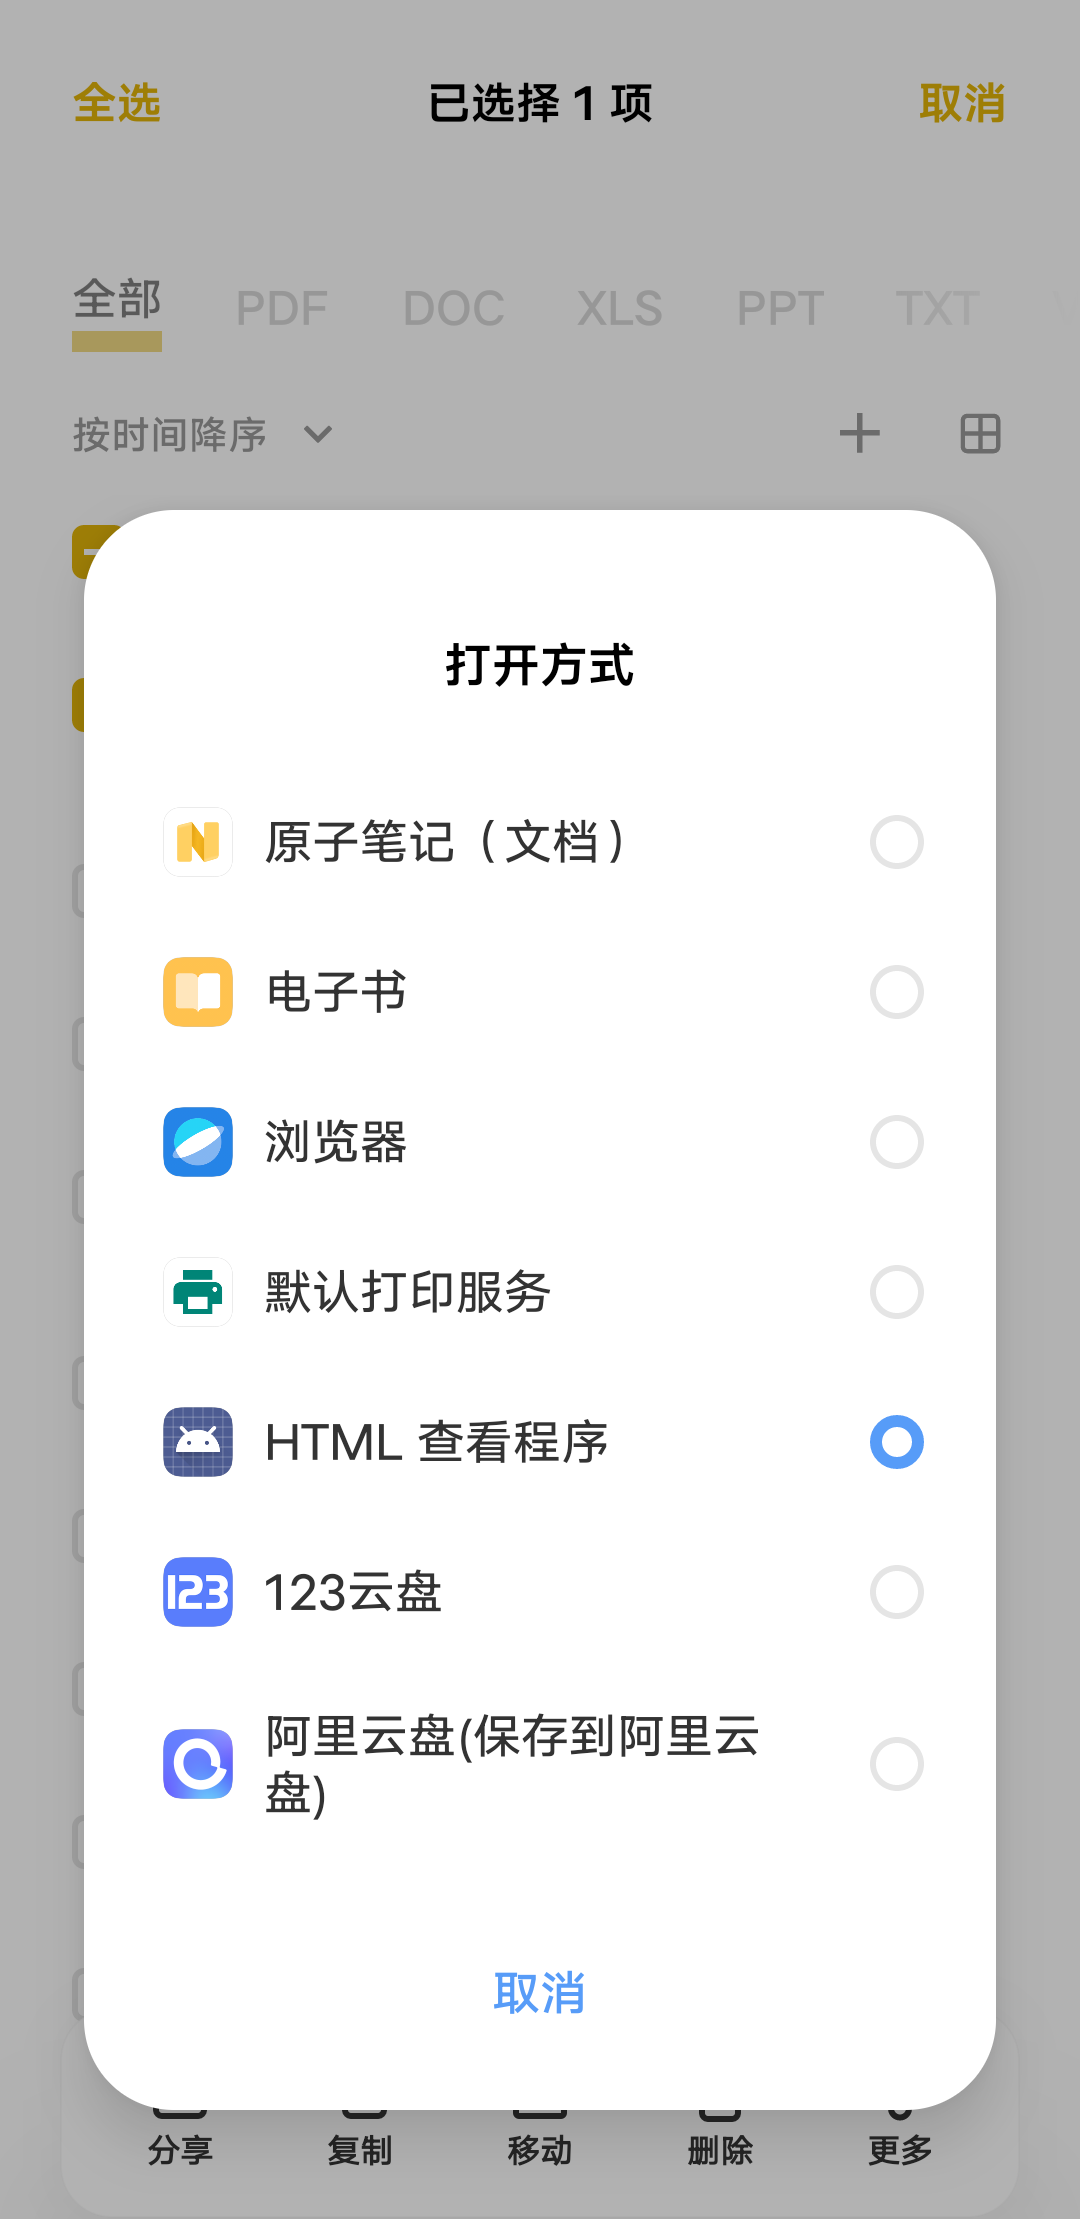 全选
已选择 1 项
取消
全部
PDF
DOC
XLS
PPT
TXT
按时间降序
打开方式
原子笔记（文档）
电子书
浏览器
默认打印服务
HTML 查看程序
123
123云盘
阿里云盘(保存到阿里云
盘)
取消
分享
复制
移动
删除
更多